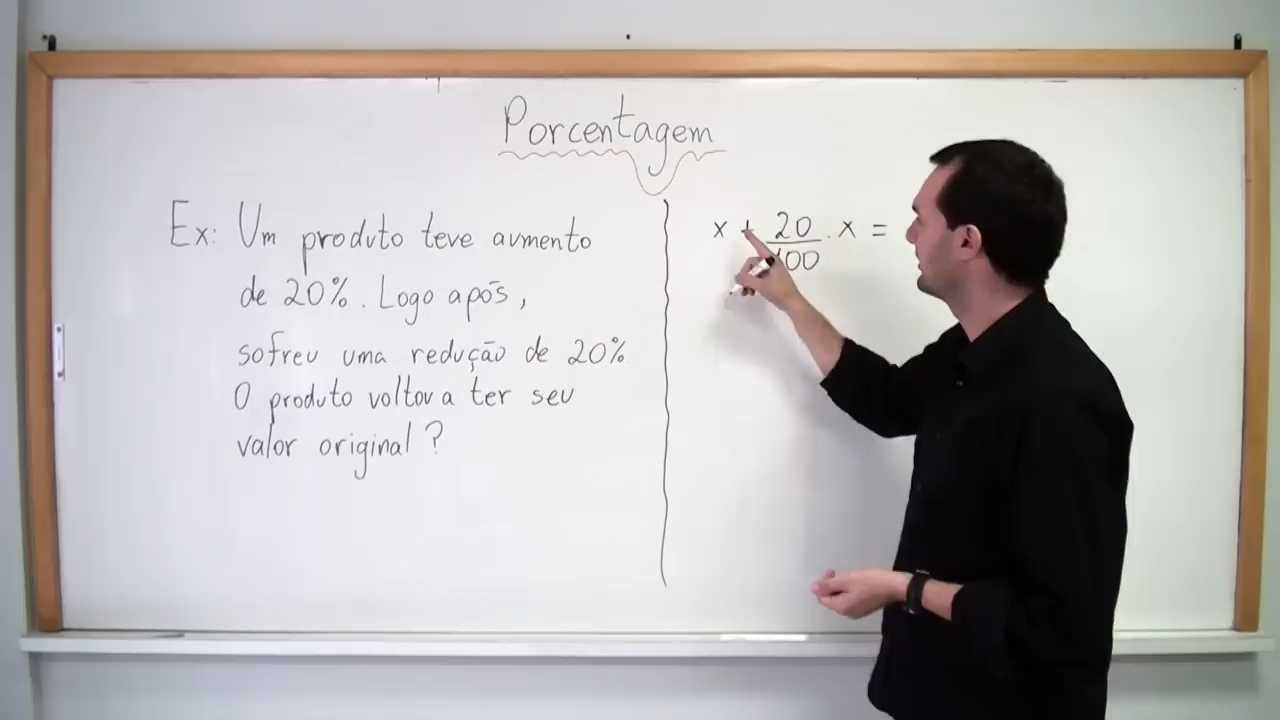 Porcentagem
Ex: Um produto teve aumento
de 20%. Logo após,
sofreu uma redução de 20%.
O produto voltou a ter seu
valor original?
x + 20/100 . x =